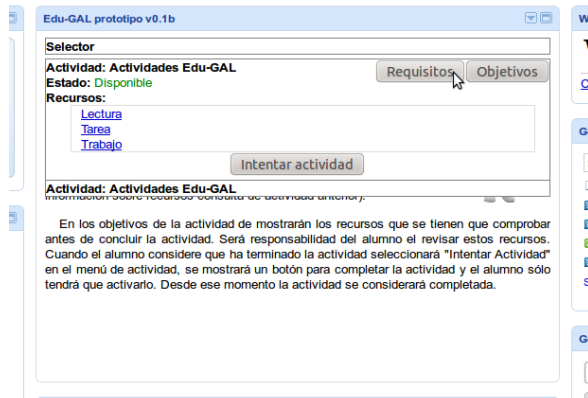 Edu-GAL prototipo v0.1b
Selector
Actividad: Actividades Edu-GAL
Requisitos
Objetivos
Estado: Disponible
Recursos:
Lectura
Tarea
Trabajo
Intentar actividad
Actividad: Actividades Edu-GAL
información sobre recursos consulta de actividad anterior).
En los objetivos de la actividad de mostrarán los recursos que se tienen que comprobar
antes de concluir la actividad. Será responsabilidad del alumno el revisar estos recursos.
Cuando el alumno considere que ha terminado la actividad seleccionará "Intentar Actividad"
en el menú de actividad, se mostrará un botón para completar la actividad y el alumno sólo
tendrá que activarlo. Desde ese momento la actividad se considerará completada.